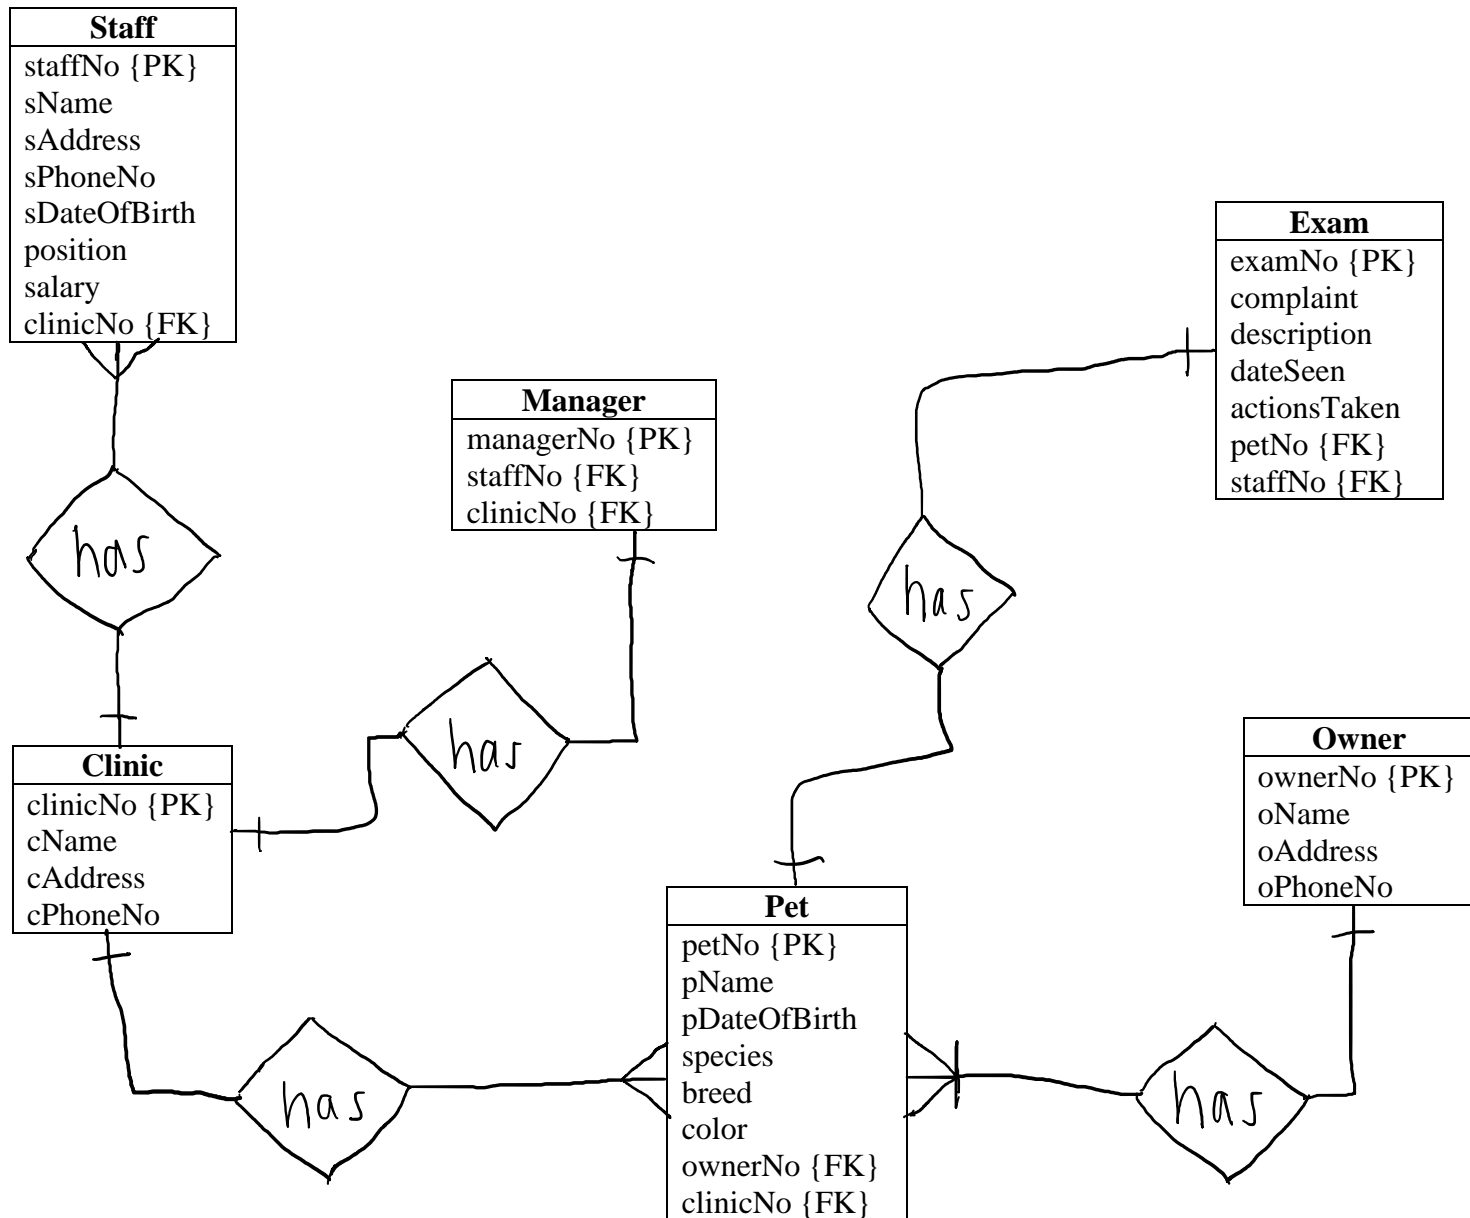 Staff
staffNo {PK}
sName
sAddress
sPhoneNo
sDateOfBirth
position
salary
clinicNo {FK}
has
Manager
managerNo {PK}
staffNo {FK}
clinicNo {FK}
has
Exam
examNo {PK}
complaint
description
dateSeen
actionsTaken
petNo {FK}
staffNo {FK}
has
Clinic
clinicNo {PK}
cName
cAddress
cPhoneNo
has
Pet
petNo {PK}
pName
pDateOfBirth
species
breed
color
ownerNo {FK}
clinicNo {FK}
Owner
ownerNo {PK}
oName
oAddress
oPhoneNo
has